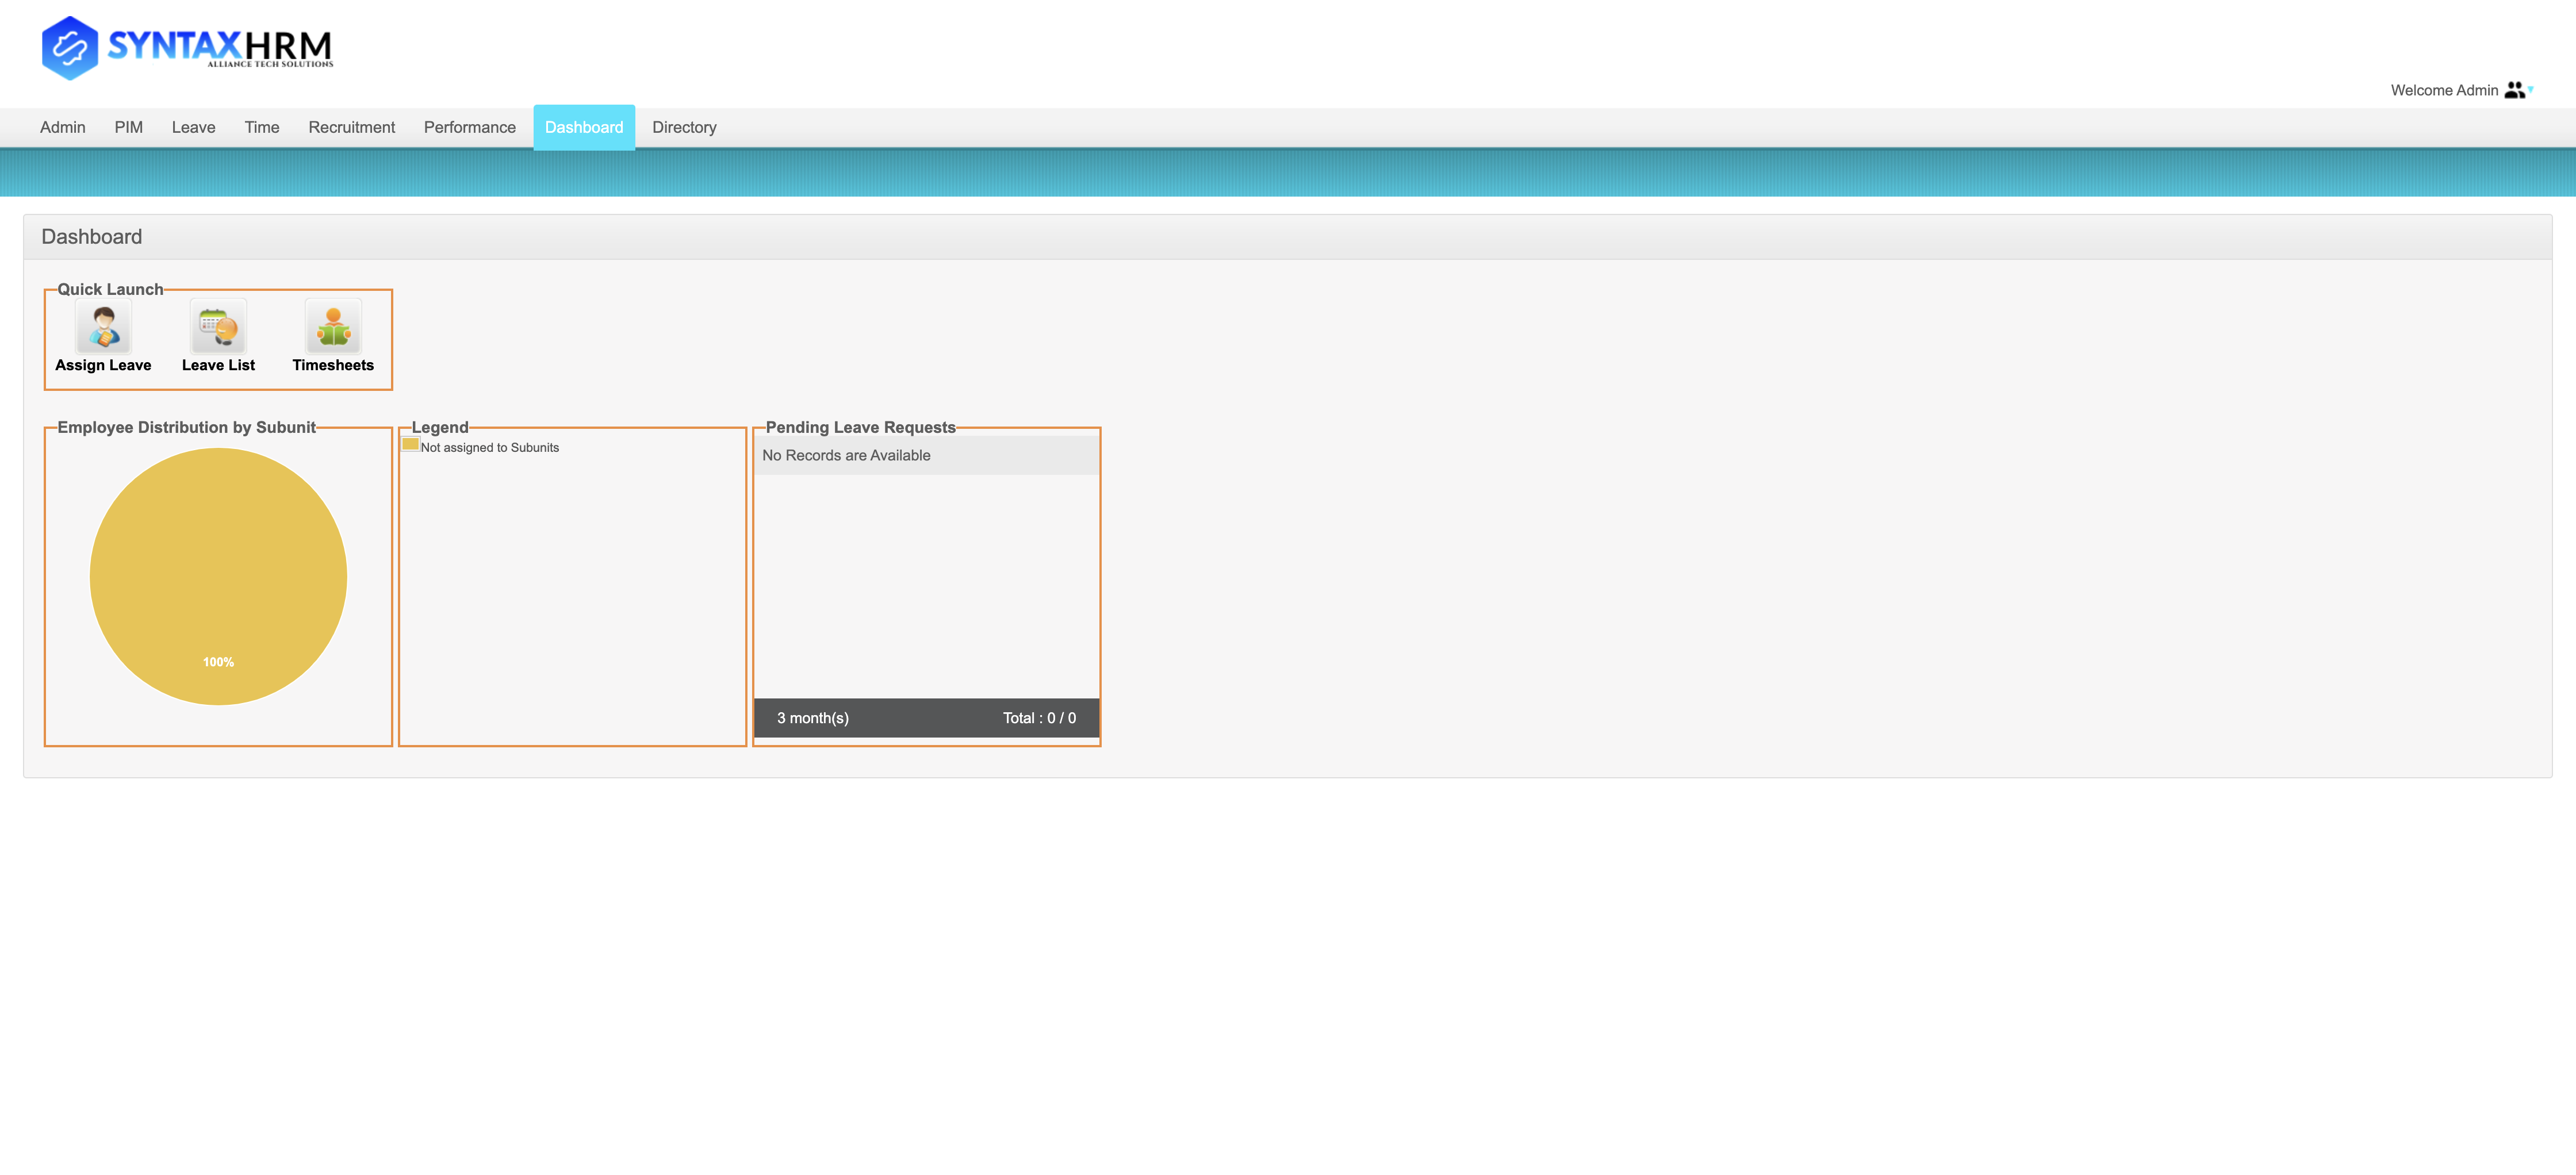 SYNTAXHRM
ALLIANCE TECH SOLUTIONS
Welcome Admin
Admin PIM Leave Time Recruitment Performance Dashboard Directory
Dashboard
Quick Launch
Assign Leave Leave List Timesheets
Employee Distribution by Subunit
100%
Legend
Not assigned to Subunits
Pending Leave Requests
No Records are Available
3 month(s) Total : 0 / 0